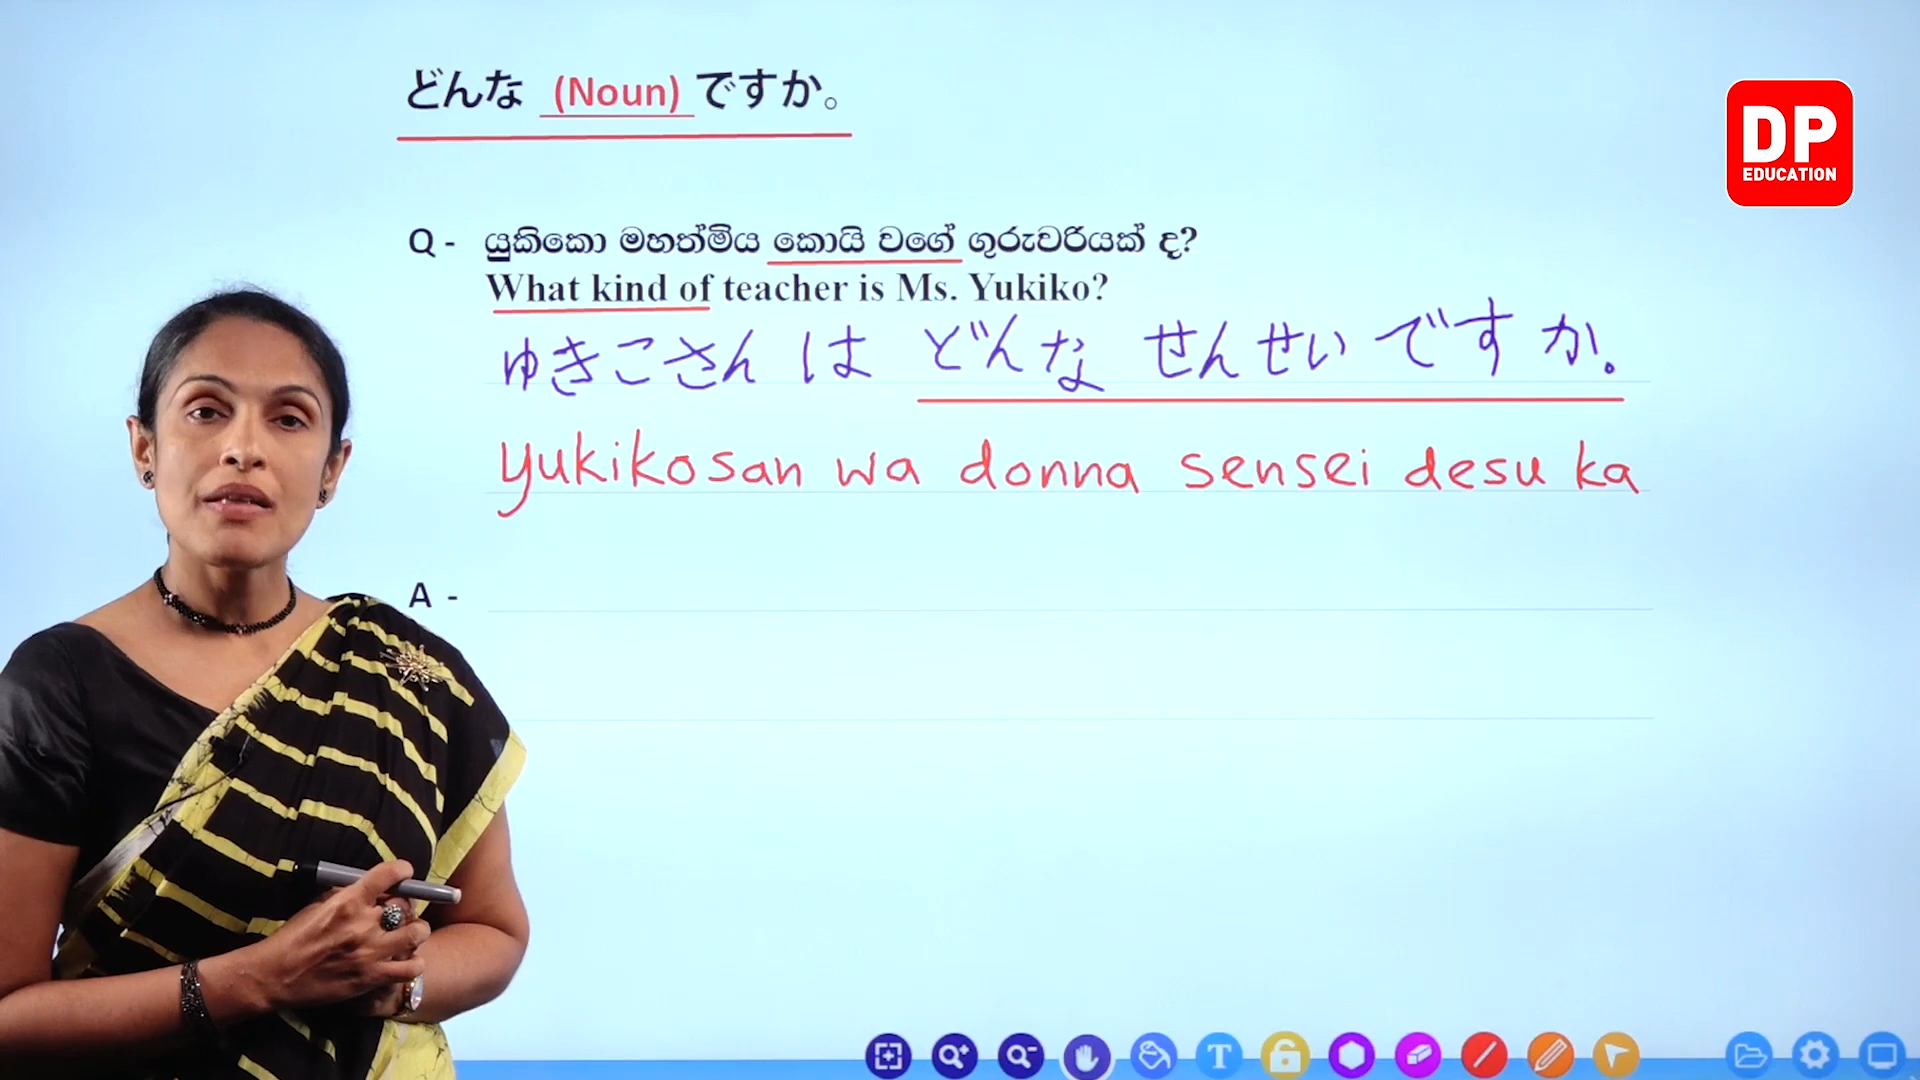 どんな (Noun) ですか。
DP
EDUCATION
Q - යුකිකො මහත්මිය කොයි වගේ ගුරුවරියක් ද?
What kind of teacher is Ms. Yukiko?
ゆきこさん は どんな せんせい です か。
yukikosan wa donna sensei desu ka
A -
T